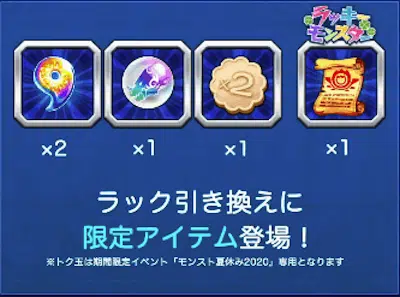 ラッキー
モンスター
×2
×2 ×1 ×1 ×1
ラック引き換えに
限定アイテム登場！
※トク玉は期間限定イベント「モンスト夏休み2020」専用となります